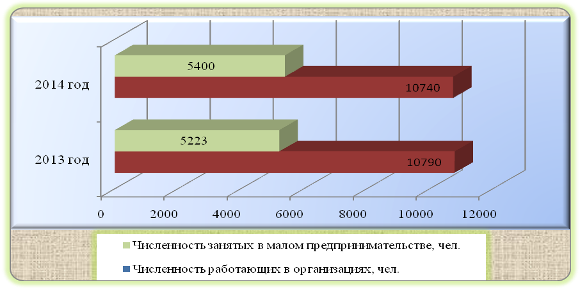 5400
2014 год
10740
5223
2013 год
10790
0 2000 4000 6000 8000 10000 12000
Численность занятых в малом предпринимательстве, чел.
Численность работающих в организациях, чел.